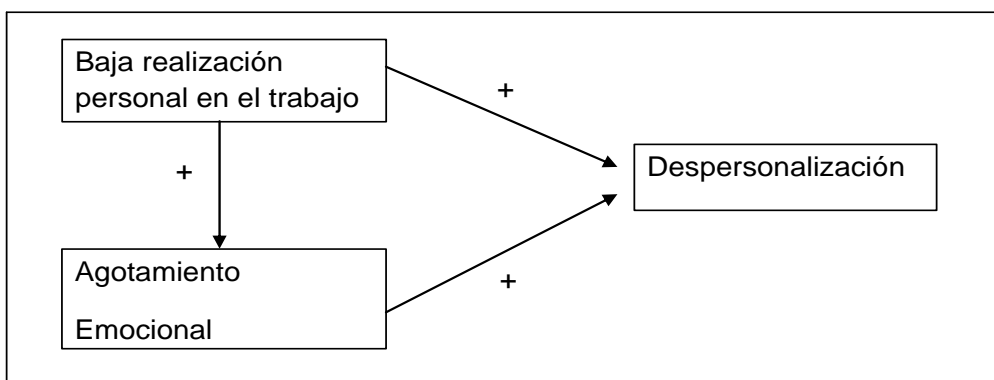 Baja realización
personal en el trabajo
+
+
Despersonalización
Agotamiento
Emocional
+